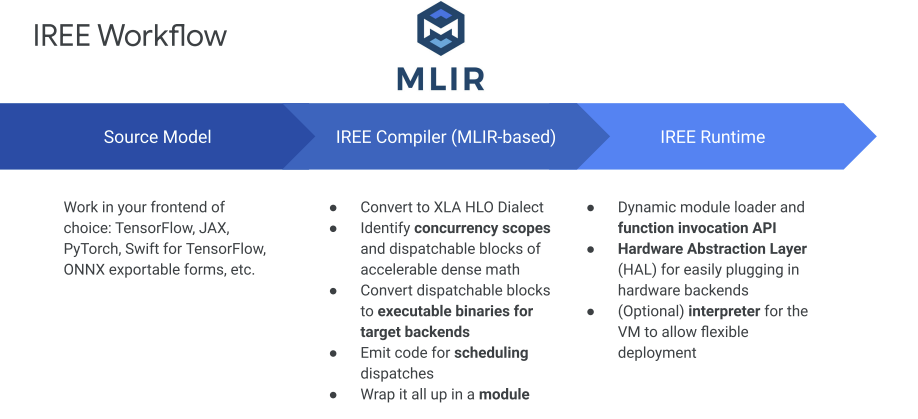 IREE Workflow
MLIR
Source Model
IREE Compiler (MLIR-based)
IREE Runtime
Work in your frontend of
choice: TensorFlow, JAX,
PyTorch, Swift for TensorFlow,
ONNX exportable forms, etc.
● Convert to XLA HLO Dialect
● Identify concurrency scopes
and dispatchable blocks of
accelerable dense math
● Convert dispatchable blocks
to executable binaries for
target backends
● Emit code for scheduling
dispatches
● Wrap it all up in a module
● Dynamic module loader and
function invocation API
● Hardware Abstraction Layer
(HAL) for easily plugging in
hardware backends
● (Optional) interpreter for the
VM to allow flexible
deployment